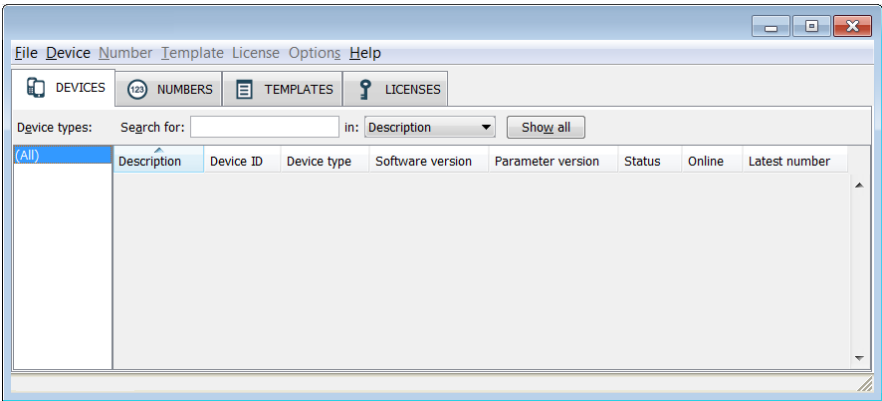 File Device Number Template License Options Help
DEVICES 123 NUMBERS TEMPLATES LICENSES
Device types: Search for: in: Description Show all
(All) Description Device ID Device type Software version Parameter version Status Online Latest number